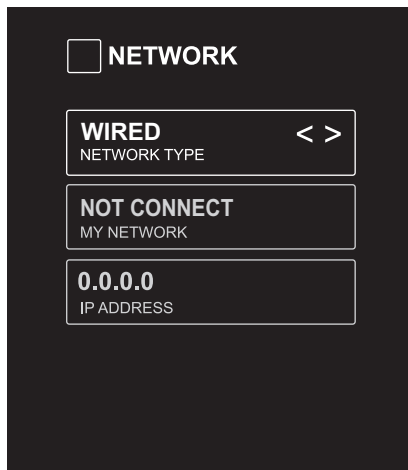 NETWORK
WIRED < >
NETWORK TYPE
NOT CONNECT
MY NETWORK
0.0.0.0
IP ADDRESS